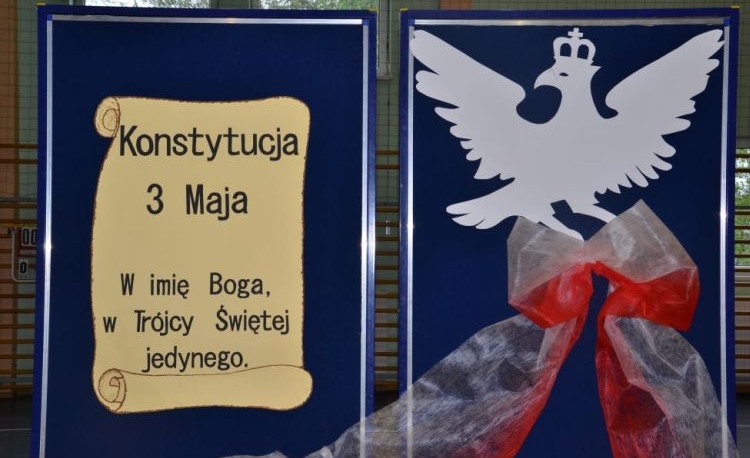 Konstytucja
3 Maja
W imię Boga,
w Trójcy Świętej
jedynego.